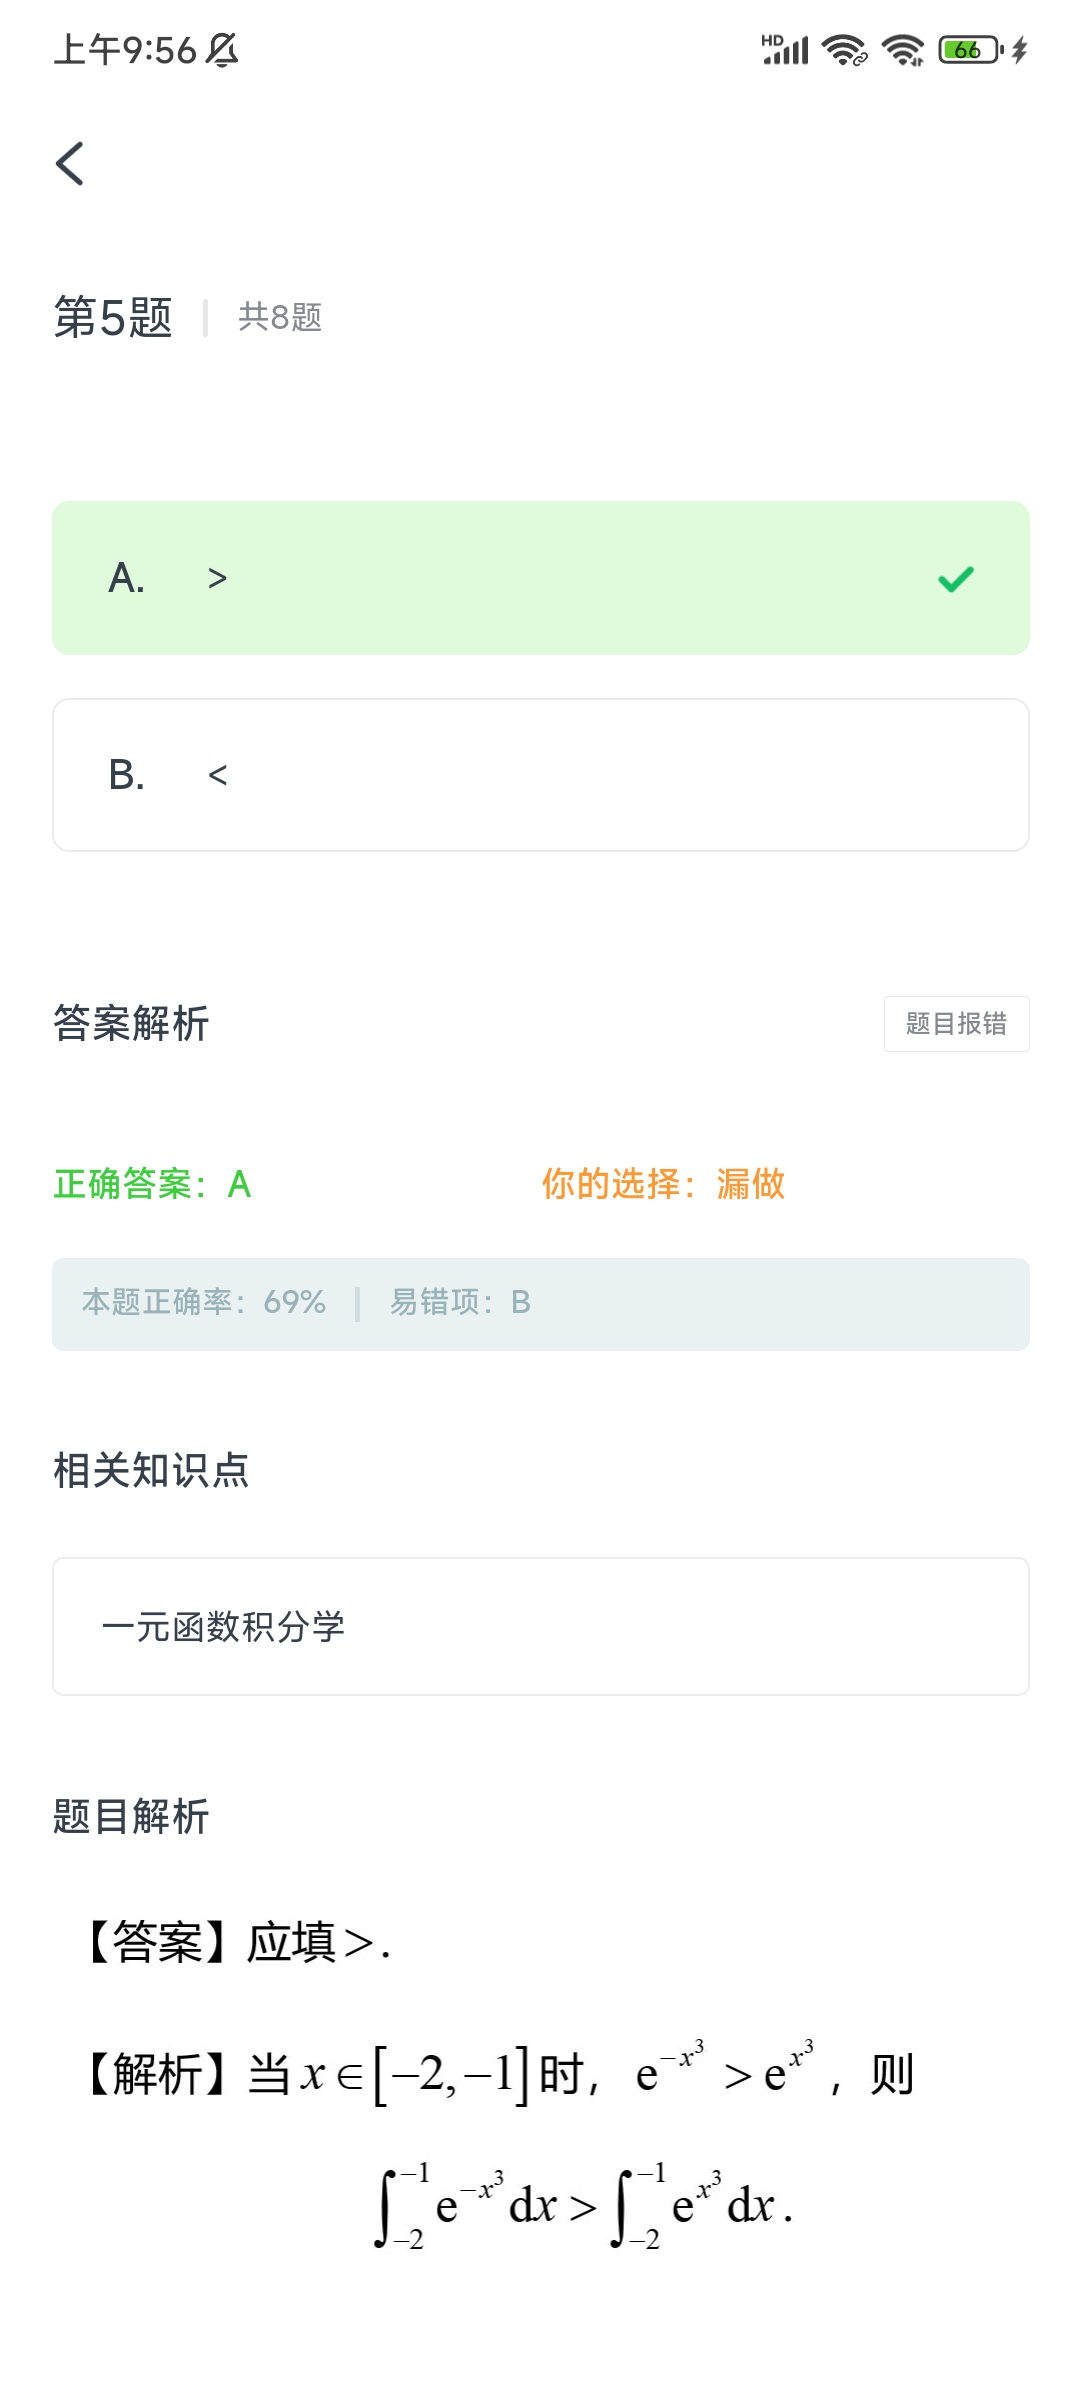 上午9:56 HD 66
第5题 共8题
A. >
B. <
答案解析 题目报错
正确答案：A 你的选择：漏做
本题正确率：69% 易错项：B
相关知识点
一元函数积分学
题目解析
【答案】应填>.
【解析】当 x∈[−2,−1]时， e^{−x^3} > e^{x^3}，则
∫_{−2}^{−1} e^{−x^3} dx > ∫_{−2}^{−1} e^{x^3} dx.